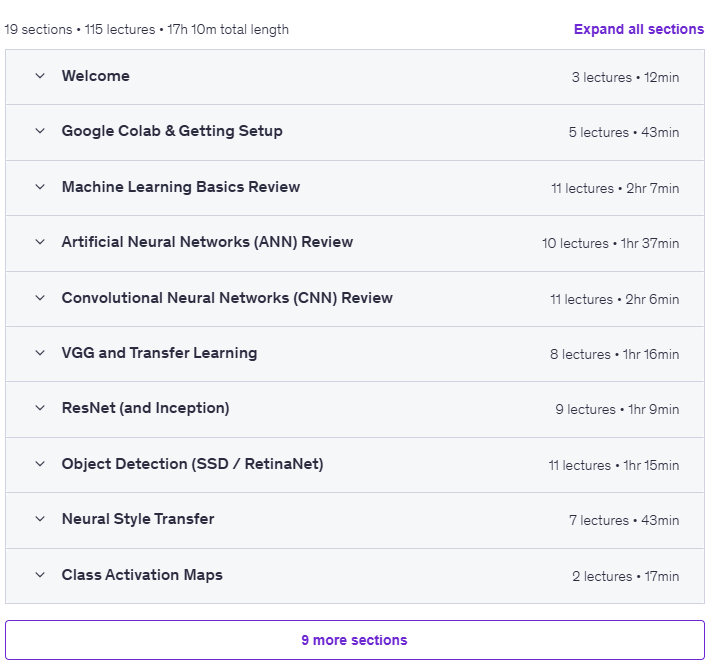 19 sections • 115 lectures • 17h 10m total length Expand all sections
Welcome 3 lectures • 12min
Google Colab & Getting Setup 5 lectures • 43min
Machine Learning Basics Review 11 lectures • 2hr 7min
Artificial Neural Networks (ANN) Review 10 lectures • 1hr 37min
Convolutional Neural Networks (CNN) Review 11 lectures • 2hr 6min
VGG and Transfer Learning 8 lectures • 1hr 16min
ResNet (and Inception) 9 lectures • 1hr 9min
Object Detection (SSD / RetinaNet) 11 lectures • 1hr 15min
Neural Style Transfer 7 lectures • 43min
Class Activation Maps 2 lectures • 17min
9 more sections